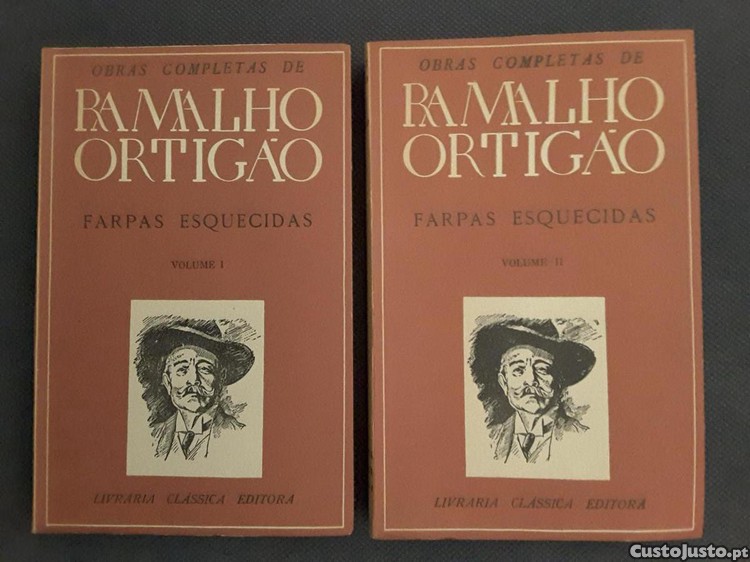 OBRAS COMPLETAS DE
RAMALHO
ORTIGÃO
FARPAS ESQUECIDAS
VOLUME I
LIVRARIA CLÁSSICA EDITORA
OBRAS COMPLETAS DE
RAMALHO
ORTIGÃO
FARPAS ESQUECIDAS
VOLUME II
LIVRARIA CLÁSSICA EDITORA
CustoJusto.pt